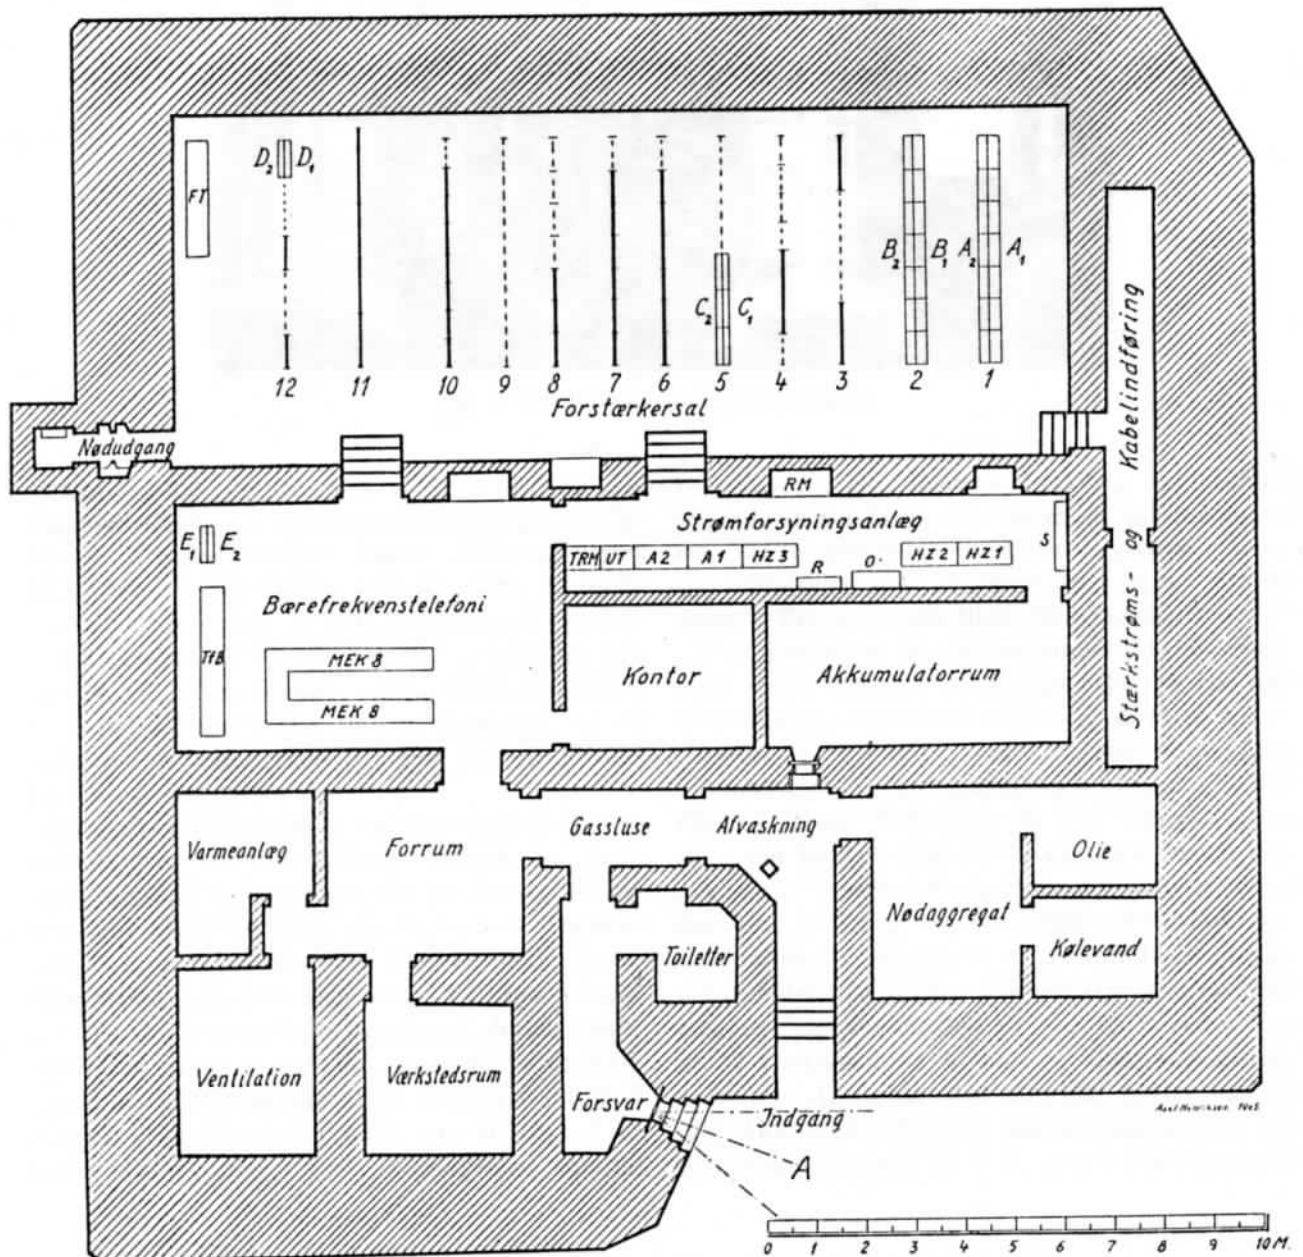 FT
D₂ D₁
B₂ B₁ A₂ A₁
C₂ C₁
12 11 10 9 8 7 6 5 4 3 2 1
Forstærkersal
Nødudgang
Kabelindføring
og
Stærkstrøms-
RM
Strømforsyningsanlæg
S
E₁ E₂
TRM UT A2 A1 HZ3 R O HZ2 HZ1
Bærefrekvenstelefoni
MEK 8
MEK 8
Kontor
Akkumulatorrum
Varmeanlæg
Forrum
Gassluse
Afvaskning
Olie
Nødaggregat
Kølevand
Toiletter
Ventilation
Værkstedsrum
Forsvar
Indgang
A
0 1 2 3 4 5 6 7 8 9 10 M.